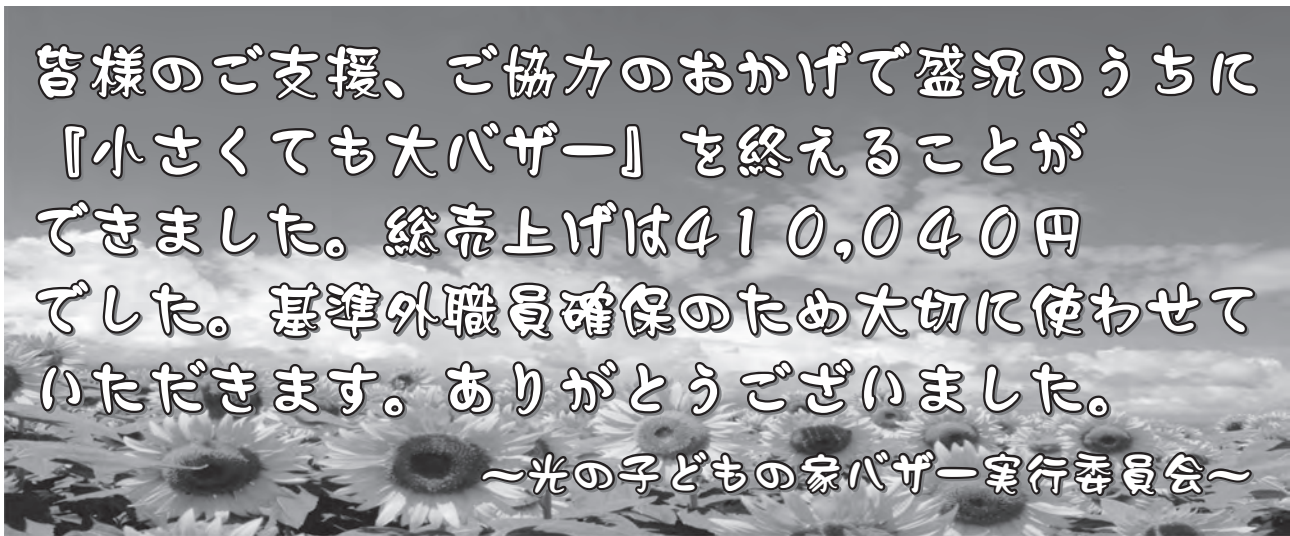 皆様のご支援、ご協力のおかげで盛況のうちに
『小さくても大バザー』を終えることが
できました。総売上げは４１０,０４０円
でした。基準外職員確保のため大切に使わせて
いただきます。ありがとうございました。
～光の子どもの家バザー実行委員会～